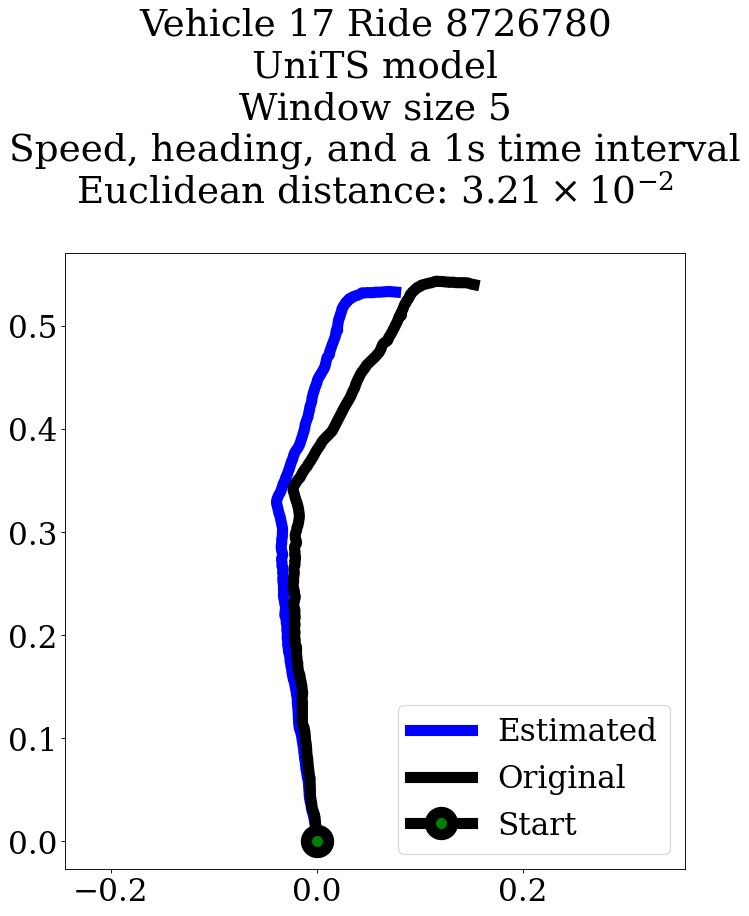 Vehicle 17 Ride 8726780
UniTS model
Window size 5
Speed, heading, and a 1s time interval
Euclidean distance: 3.21 × 10⁻²
0.5
0.4
0.3
0.2
0.1
0.0
Estimated
Original
Start
−0.2 0.0 0.2